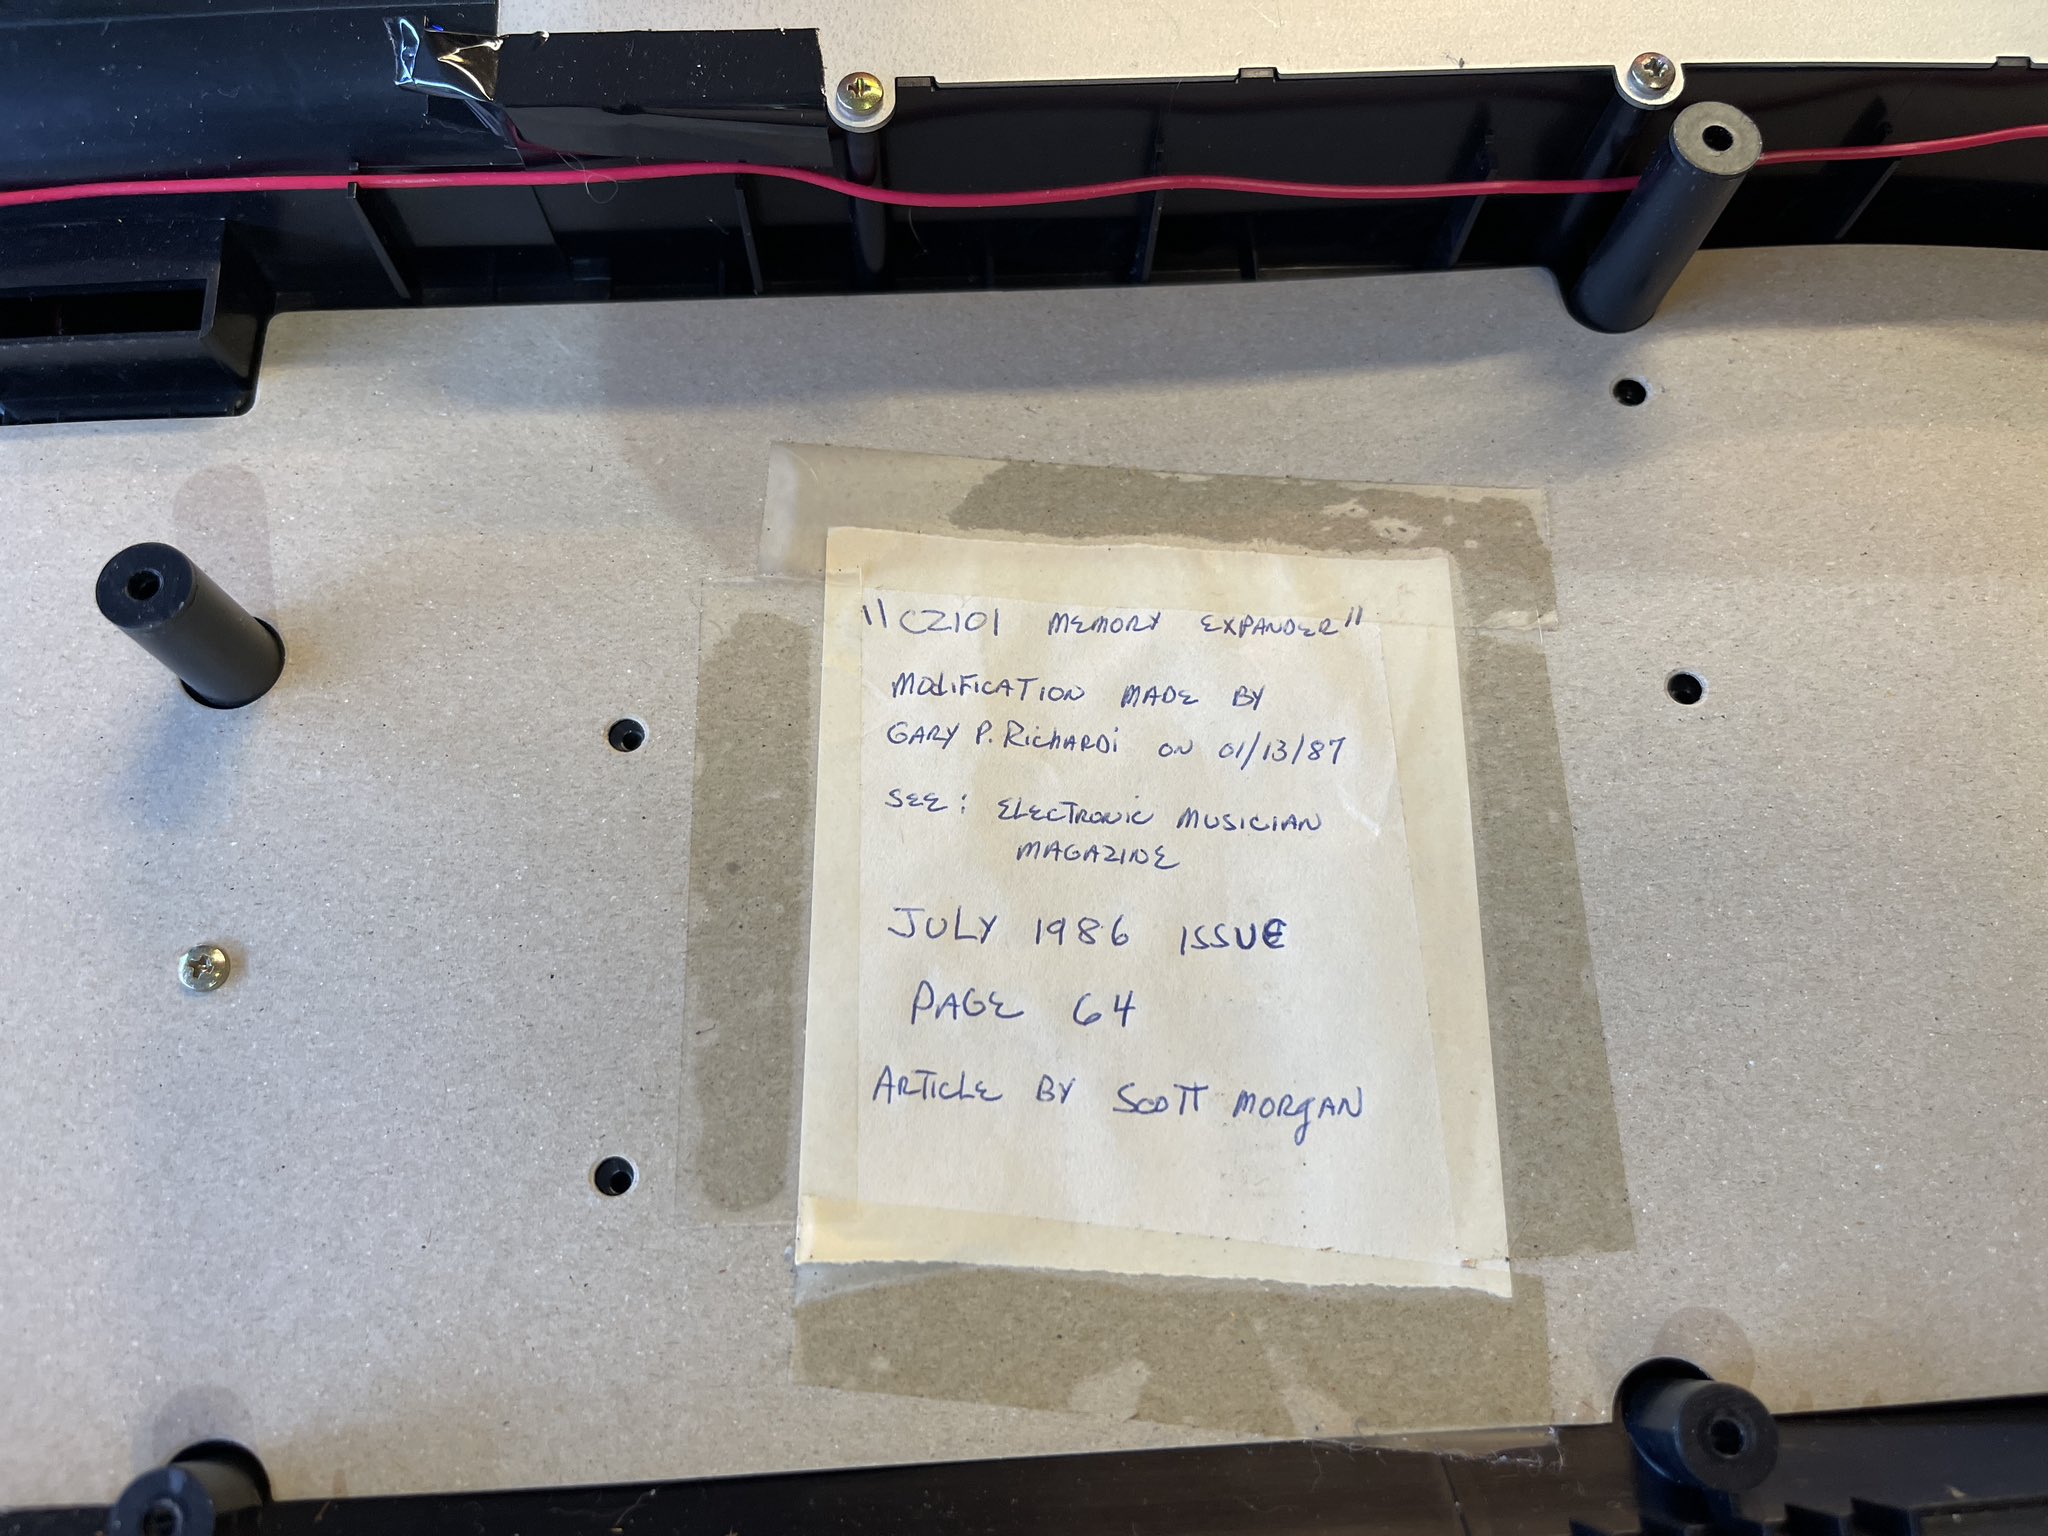 "CZ101 MEMORY EXPANDER"
MODIFICATION MADE BY
GARY P. RICHARDI ON 01/13/87
SEE: ELECTRONIC MUSICIAN
MAGAZINE
JULY 1986 ISSUE
PAGE 64
ARTICLE BY SCOTT MORGAN